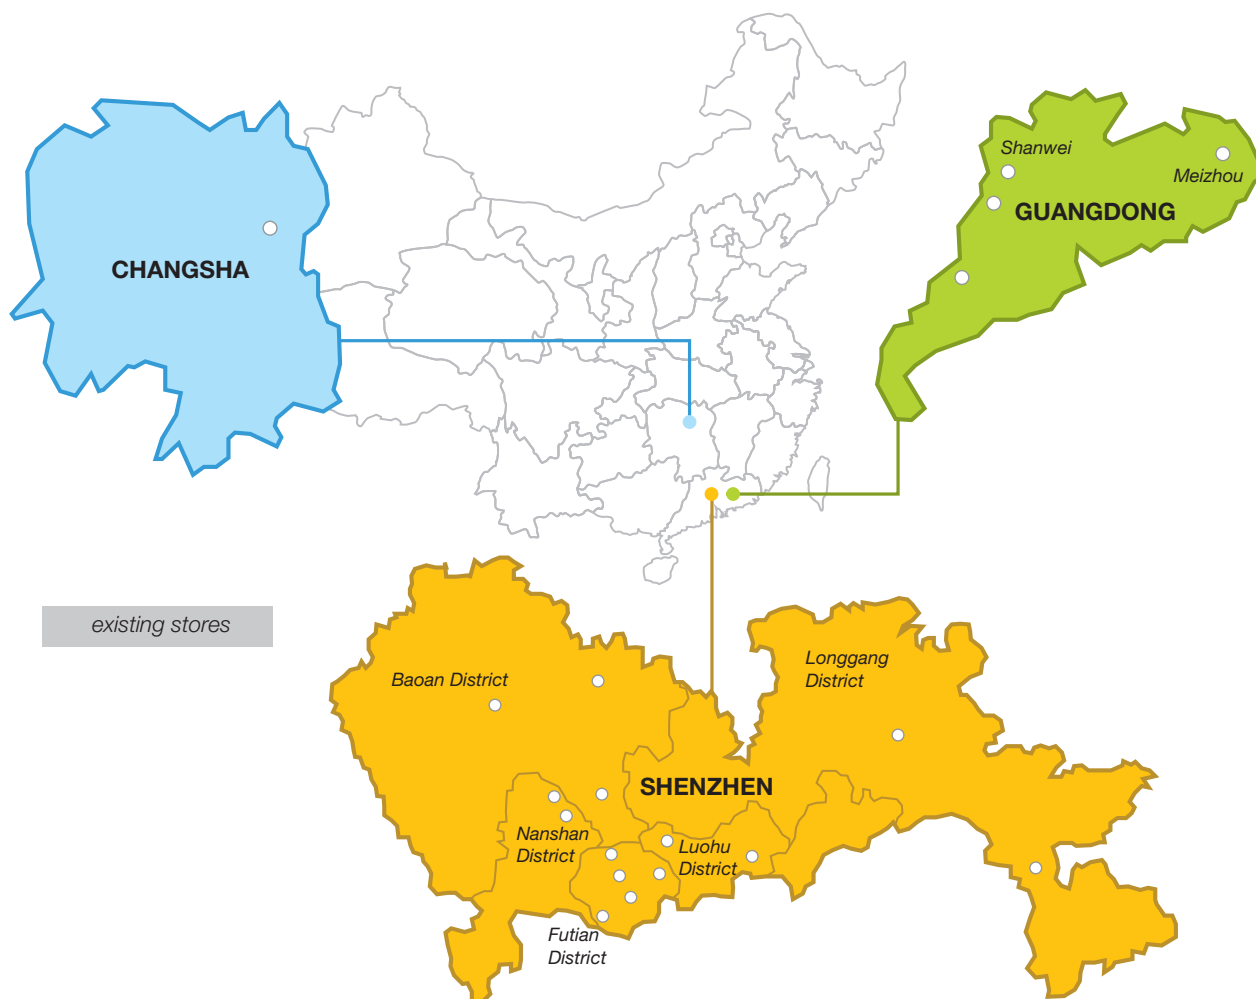 Shanwei
Meizhou
GUANGDONG
CHANGSHA
existing stores
Longgang
District
Baoan District
SHENZHEN
Nanshan
District
Luohu
District
Futian
District